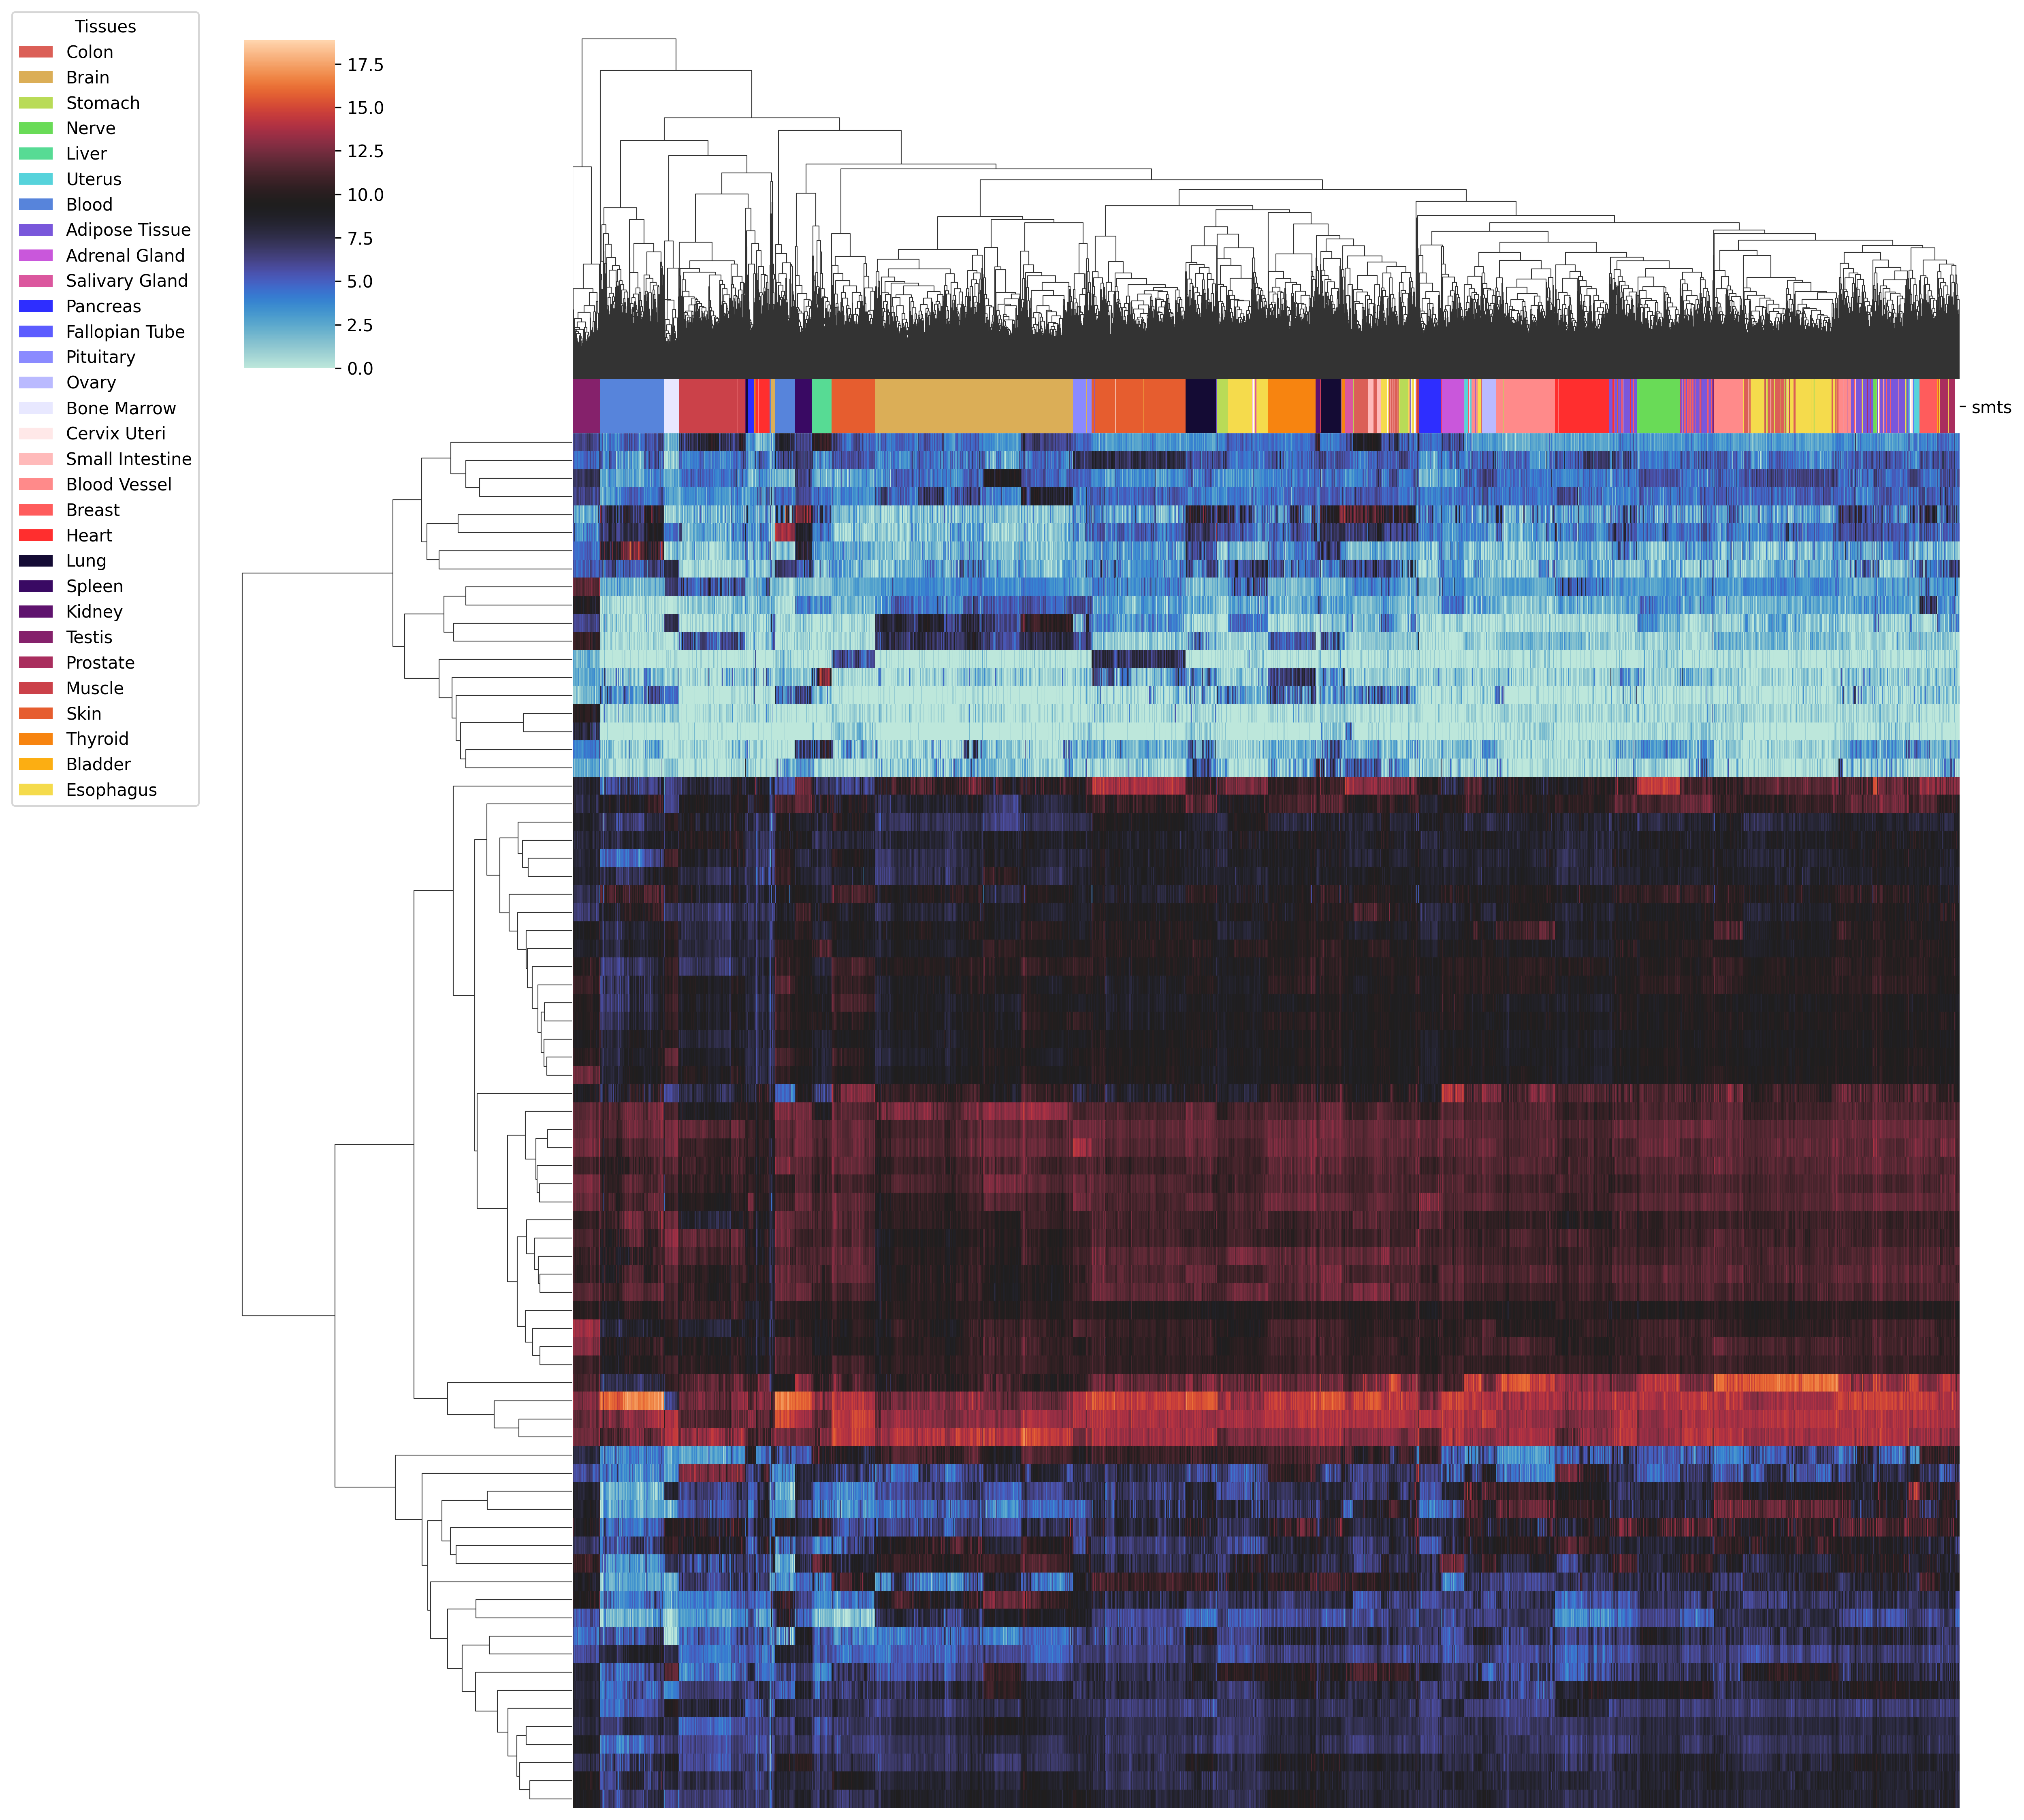 Tissues
Colon
Brain
Stomach
Nerve
Liver
Uterus
Blood
Adipose Tissue
Adrenal Gland
Salivary Gland
Pancreas
Fallopian Tube
Pituitary
Ovary
Bone Marrow
Cervix Uteri
Small Intestine
Blood Vessel
Breast
Heart
Lung
Spleen
Kidney
Testis
Prostate
Muscle
Skin
Thyroid
Bladder
Esophagus
17.5
15.0
12.5
10.0
7.5
5.0
2.5
0.0
smts